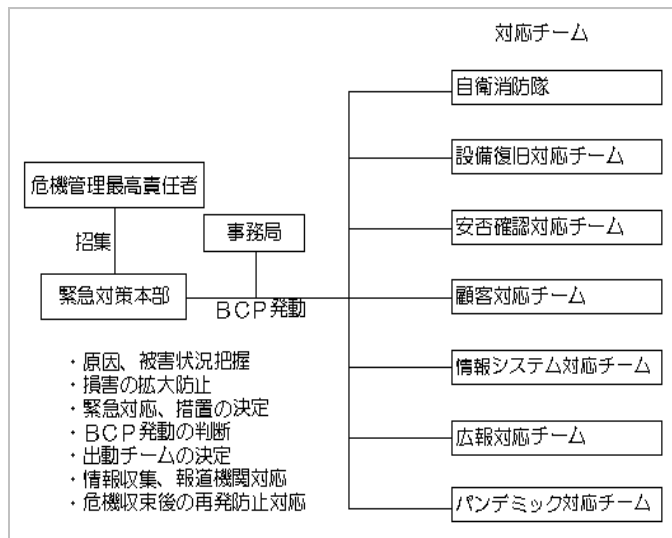 対応チーム
自衛消防隊
設備復旧対応チーム
危機管理最高責任者
招集
事務局
安否確認対応チーム
緊急対策本部
BCP発動
顧客対応チーム
・原因、被害状況把握
・損害の拡大防止
・緊急対応、措置の決定
・BCP発動の判断
・出動チームの決定
・情報収集、報道機関対応
・危機収束後の再発防止対応
情報システム対応チーム
広報対応チーム
パンデミック対応チーム